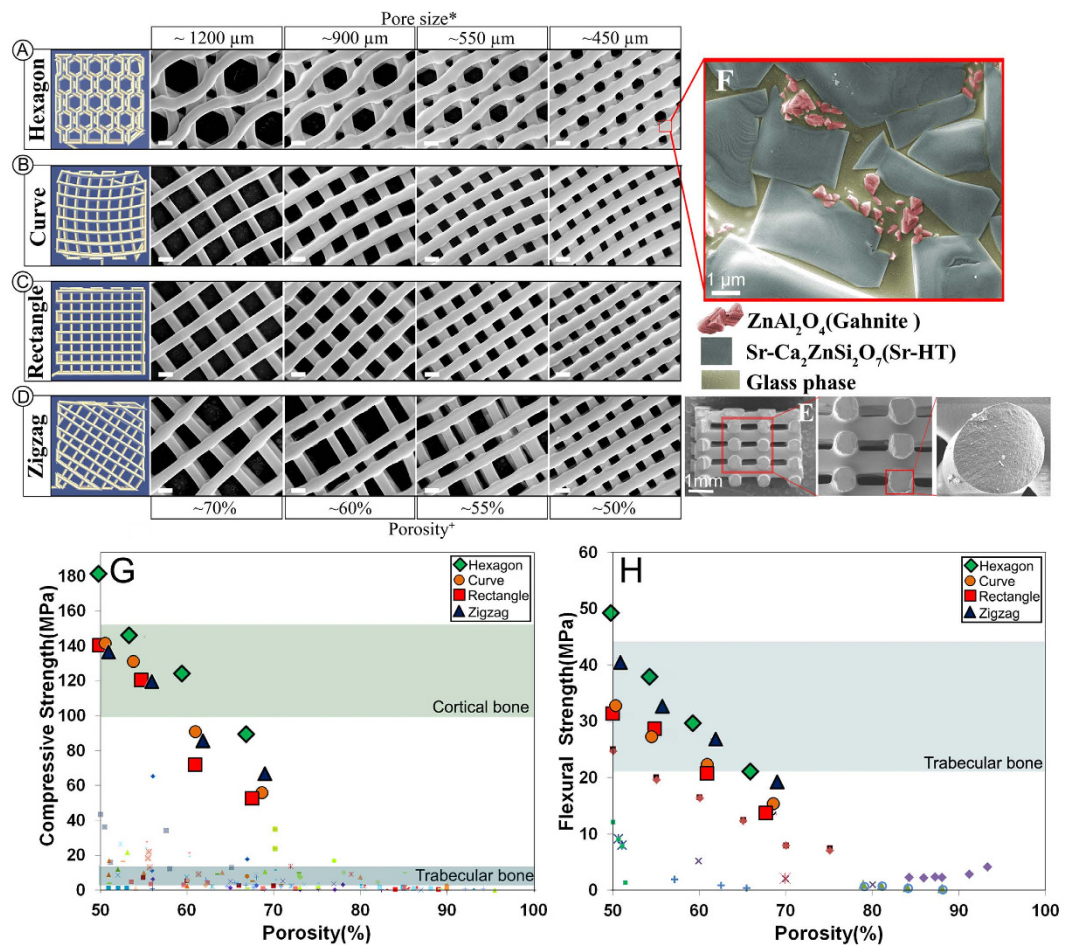 Pore size*
~ 1200 µm
~900 µm
~550 µm
~450 µm
A
Hexagon
B
Curve
C
Rectangle
D
Zigzag
~70%
~60%
~55%
~50%
Porosity+
F
1 µm
ZnAl2O4(Gahnite )
Sr-Ca2ZnSi2O7(Sr-HT)
Glass phase
E
1mm
G
Hexagon
Curve
Rectangle
Zigzag
Compressive Strength(MPa)
180
160
140
120
100
80
60
40
20
0
Cortical bone
Trabecular bone
50 60 70 80 90 100
Porosity(%)
H
Hexagon
Curve
Rectangle
Zigzag
Flexural Strength(MPa)
60
50
40
30
20
10
0
Trabecular bone
50 60 70 80 90 100
Porosity(%)